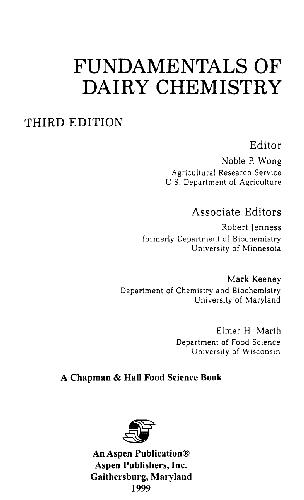 FUNDAMENTALS OF
DAIRY CHEMISTRY
THIRD EDITION
Editor
Noble P. Wong
Agricultural Research Service
U.S. Department of Agriculture
Associate Editors
Robert Jenness
formerly Department of Biochemistry
University of Minnesota
Mark Keeney
Department of Chemistry and Biochemistry
University of Maryland
Elmer H. Marth
Department of Food Science
University of Wisconsin
A Chapman & Hall Food Science Book
An Aspen Publication®
Aspen Publishers, Inc.
Gaithersburg, Maryland
1999